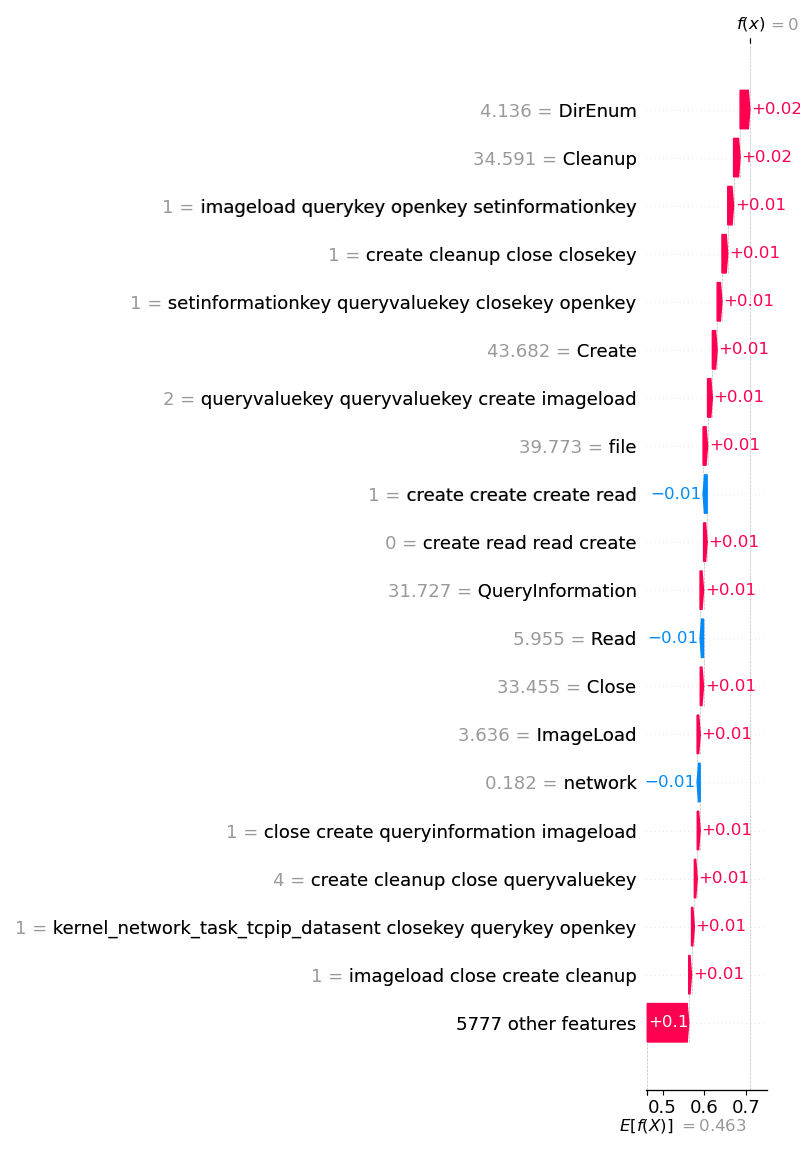 f(x) = 0
4.136 = DirEnum +0.02
34.591 = Cleanup +0.02
1 = imageload querykey openkey setinformationkey +0.01
1 = create cleanup close closekey +0.01
1 = setinformationkey queryvaluekey closekey openkey +0.01
43.682 = Create +0.01
2 = queryvaluekey queryvaluekey create imageload +0.01
39.773 = file +0.01
1 = create create create read −0.01
0 = create read read create +0.01
31.727 = QueryInformation +0.01
5.955 = Read −0.01
33.455 = Close +0.01
3.636 = ImageLoad +0.01
0.182 = network −0.01
1 = close create queryinformation imageload +0.01
4 = create cleanup close queryvaluekey +0.01
1 = kernel_network_task_tcpip_datasent closekey querykey openkey +0.01
1 = imageload close create cleanup +0.01
5777 other features +0.1
0.5 0.6 0.7
E[f(X)] = 0.463